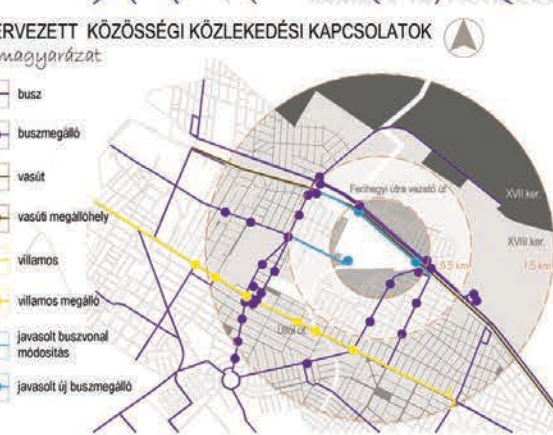 ERVEZETT KÖZÖSSÉGI KÖZLEKEDÉSI KAPCSOLATOK
magyarázat
busz
buszmegálló
vasút
vasúti megállóhely
villamos
villamos megálló
javasolt buszvonal
módosítás
javasolt új buszmegálló
Ferihegyi útra vezető út
XVII.ker.
XVIII.ker.
0.5 km
1.5 km
Üllői út